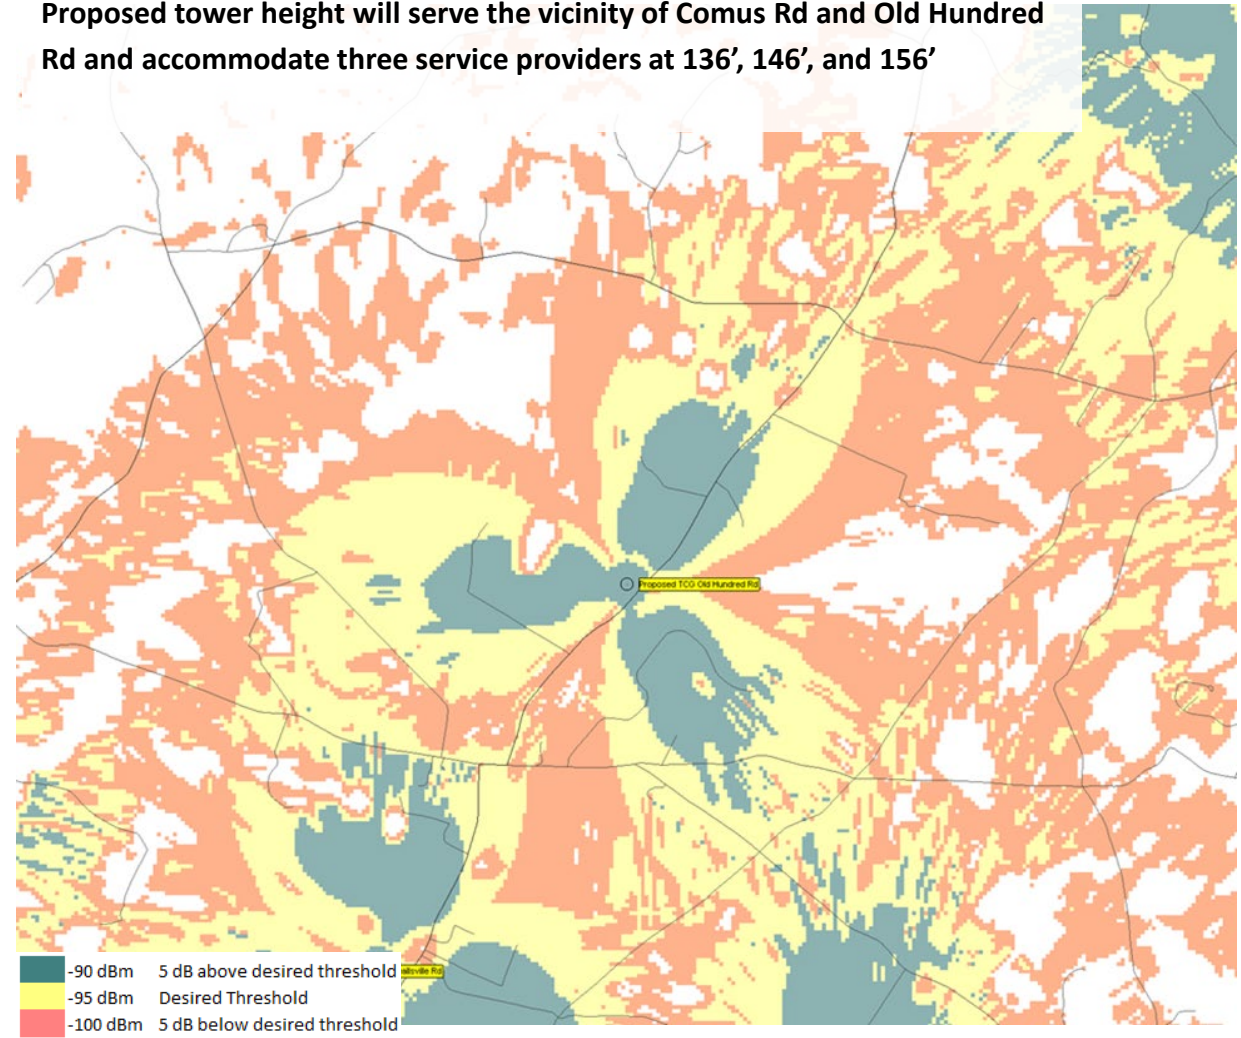 Proposed tower height will serve the vicinity of Comus Rd and Old Hundred
Rd and accommodate three service providers at 136’, 146’, and 156’
Proposed TCG Old Hundred Rd
-90 dBm 5 dB above desired threshold
-95 dBm Desired Threshold
-100 dBm 5 dB below desired threshold
Rd